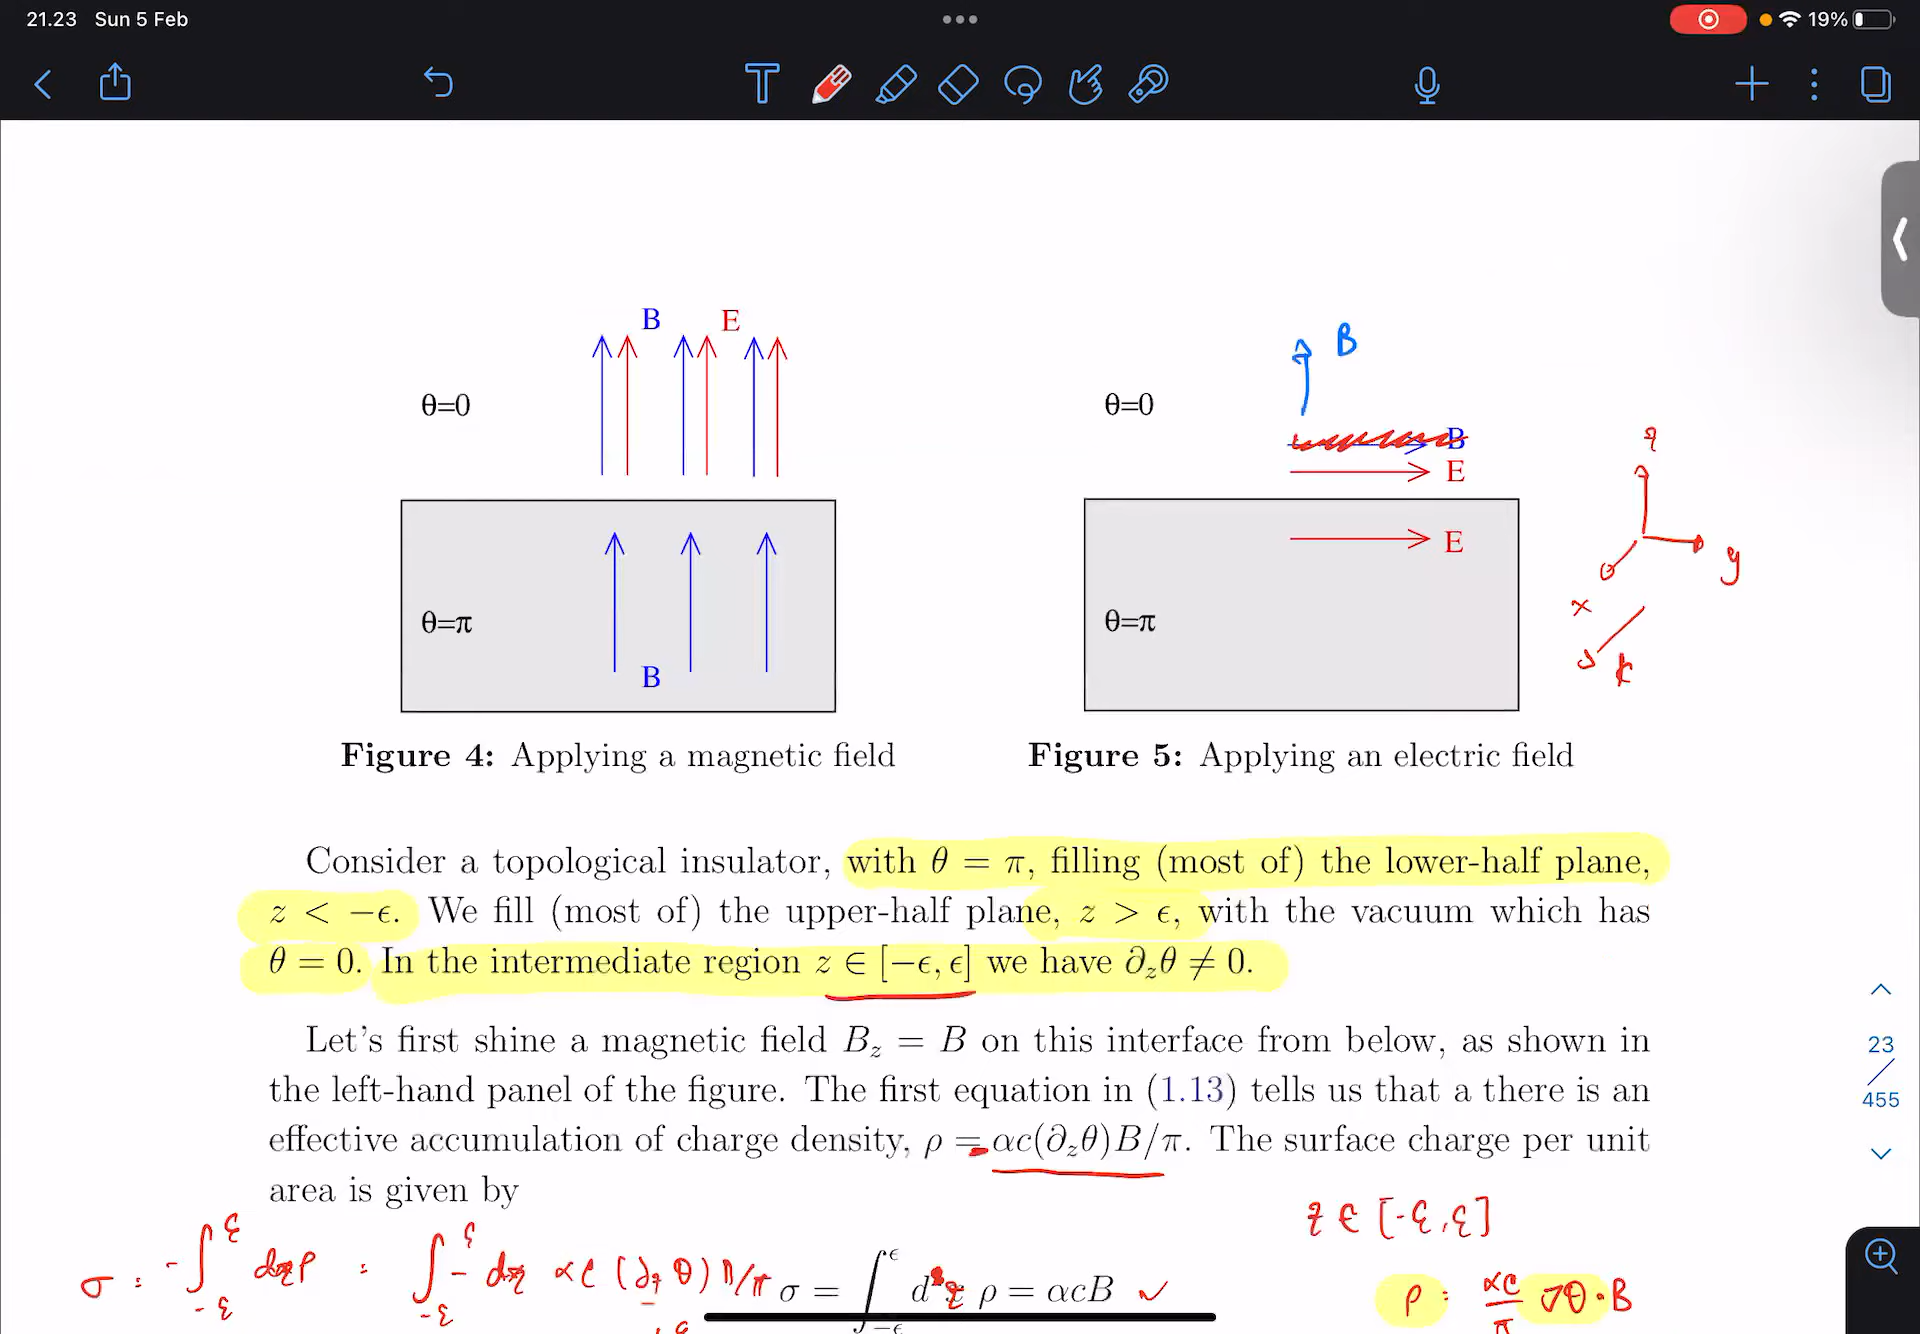 21.23 Sun 5 Feb
19%
B E
B
θ=0
θ=0
B
E
E
z
y
x
K
θ=π
θ=π
B
Figure 4: Applying a magnetic field
Figure 5: Applying an electric field
Consider a topological insulator, with θ = π, filling (most of) the lower-half plane,
z < −ϵ. We fill (most of) the upper-half plane, z > ϵ, with the vacuum which has
θ = 0. In the intermediate region z ∈ [−ϵ, ϵ] we have ∂zθ ≠ 0.
Let's first shine a magnetic field Bz = B on this interface from below, as shown in
the left-hand panel of the figure. The first equation in (1.13) tells us that a there is an
effective accumulation of charge density, ρ = αc(∂zθ)B/π. The surface charge per unit
area is given by
z ∈ [-ε, ε]
σ = -∫ ε -ε dz ρ = ∫ ε -ε - dz αc (∂z θ) B/π
σ = ∫ ϵ −ϵ d z ρ = αcB ✓
ρ = αc/π ∇θ·B
23
455